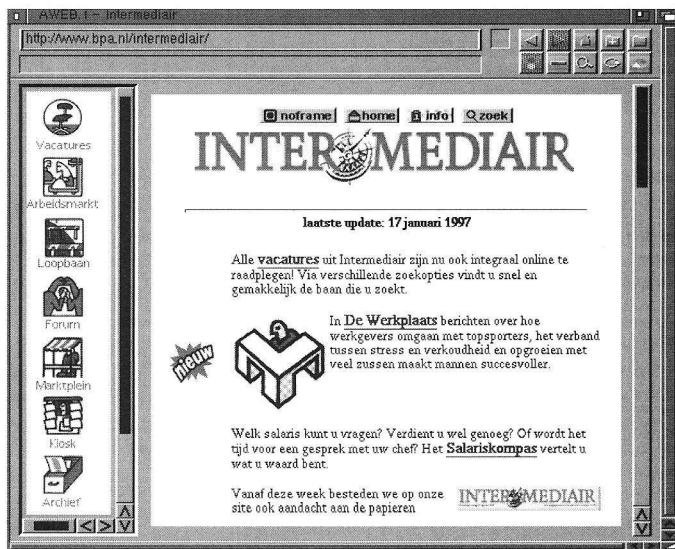 AWEB.1 - Intermediair
http://www.bpa.nl/intermediair/
Vacatures
Arbeidsmarkt
Loopbaan
Forum
Marktplein
Kiosk
Archief
noframe home info zoek
INTERMEDIAIR
laatste update: 17 januari 1997
Alle vacatures uit Intermediair zijn nu ook integraal online te
raadplegen! Via verschillende zoekopties vindt u snel en
gemakkelijk de baan die u zoekt.
nieuw
In De Werkplaats berichten over hoe
werkgevers omgaan met topsporters, het verband
tussen stress en verkoudheid en opgroeien met
veel zussen maakt mannen succesvoller.
Welk salaris kunt u vragen? Verdient u wel genoeg? Of wordt het
tijd voor een gesprek met uw chef? Het Salariskompas vertelt u
wat u waard bent.
Vanaf deze week besteden we op onze
site ook aandacht aan de papieren
INTERMEDIAIR